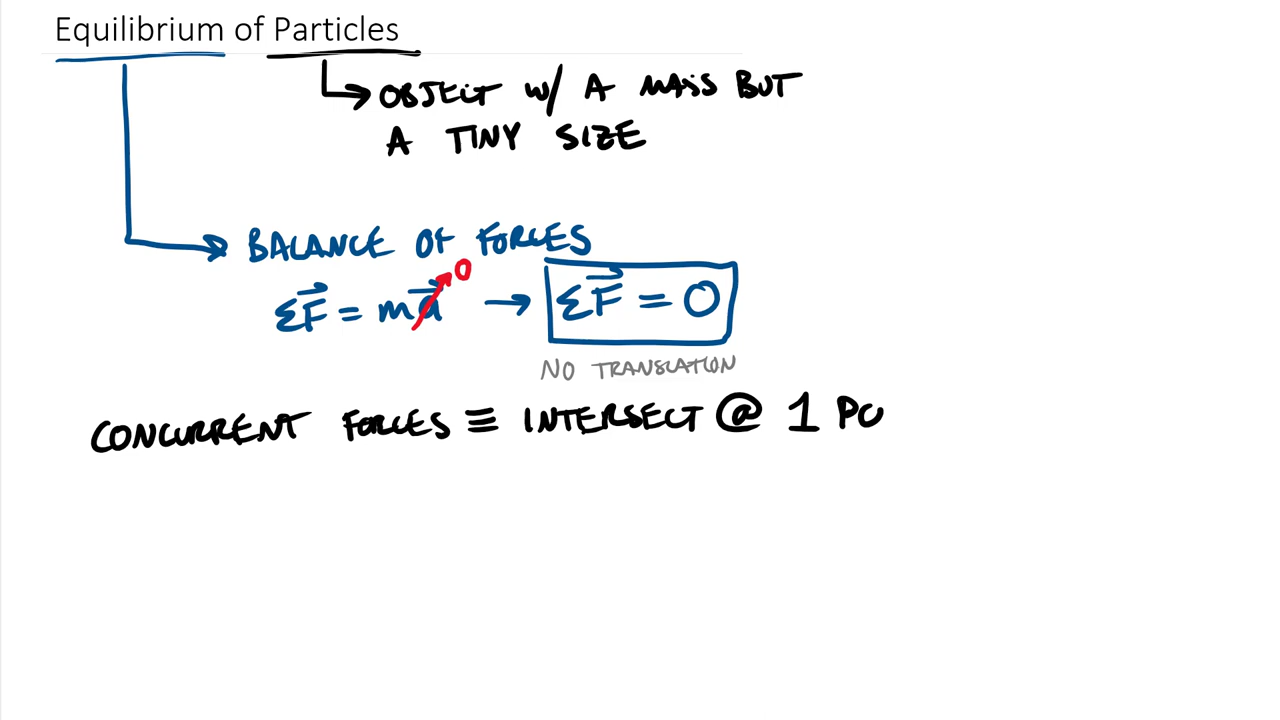 Equilibrium of Particles
OBJECT w/ A MASS BUT
A TINY SIZE
BALANCE OF FORCES
ΣF⃗ = ma⃗ 0 → ΣF⃗ = 0
NO TRANSLATION
CONCURRENT FORCES ≡ INTERSECT @ 1 PO